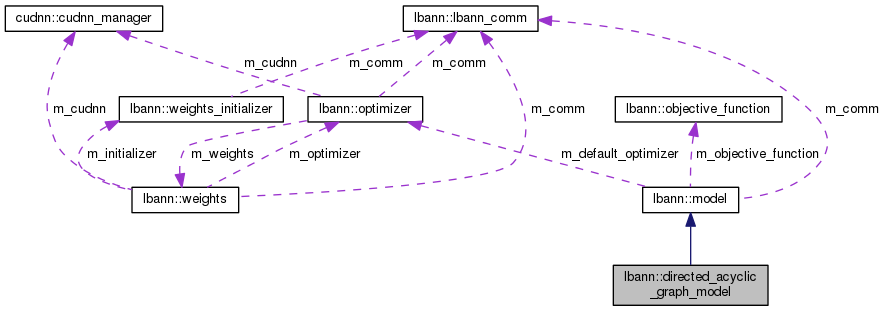 cudnn::cudnn_manager
lbann::lbann_comm
m_cudnn
m_comm
m_comm
m_cudnn
lbann::weights_initializer
lbann::optimizer
m_comm
lbann::objective_function
m_comm
m_initializer
m_weights
m_optimizer
m_default_optimizer
m_objective_function
lbann::weights
lbann::model
lbann::directed_acyclic
_graph_model